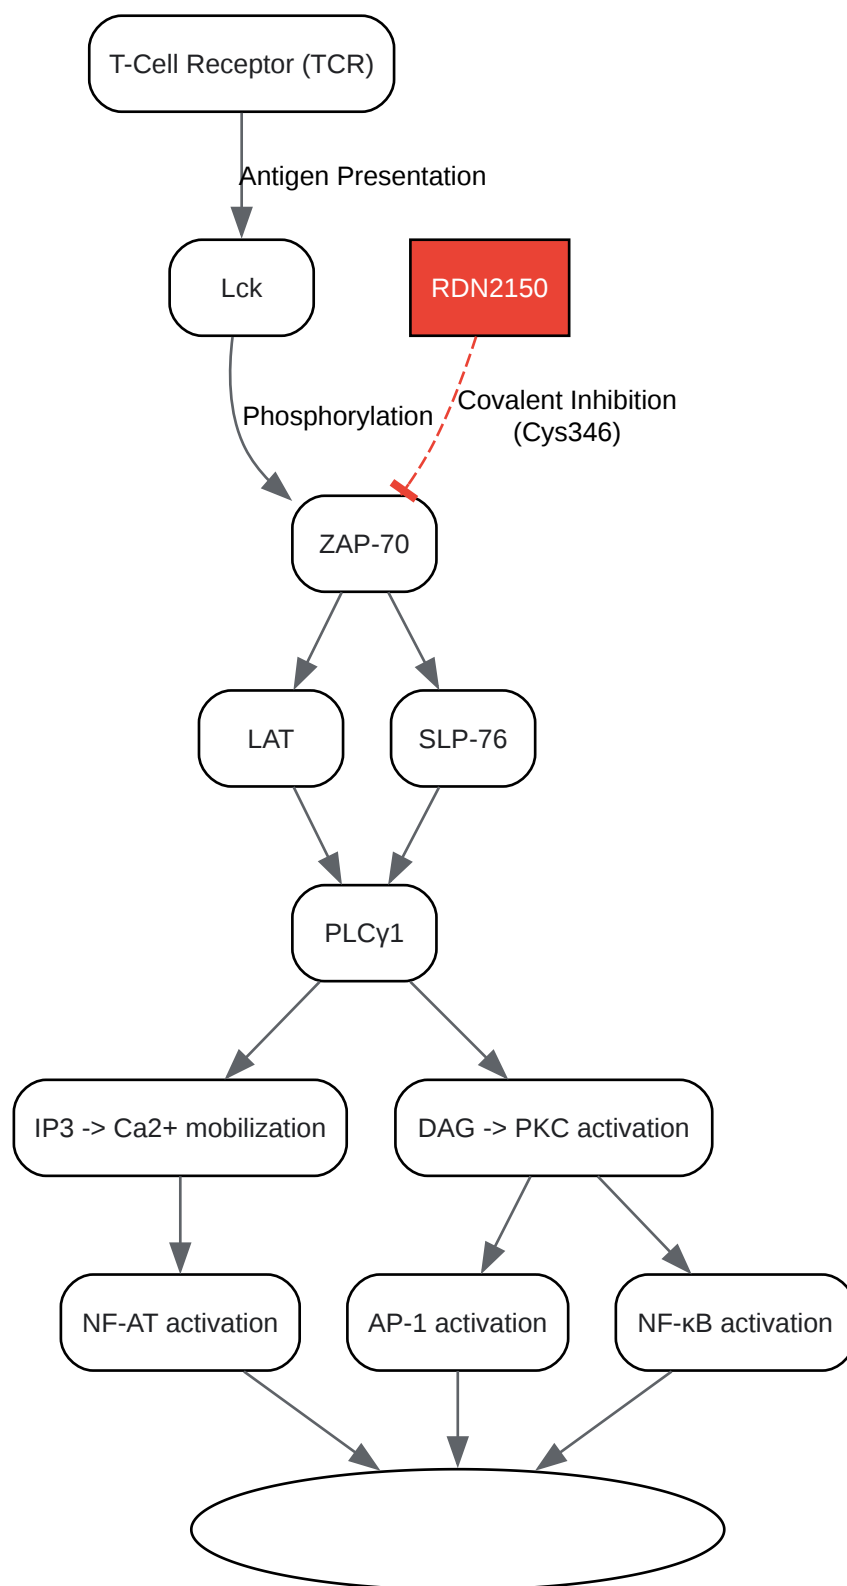 T-Cell Receptor (TCR)
Antigen Presentation
Lck
RDN2150
Phosphorylation
Covalent Inhibition
(Cys346)
ZAP-70
LAT
SLP-76
PLCγ1
IP3 -> Ca2+ mobilization
DAG -> PKC activation
NF-AT activation
AP-1 activation
NF-κB activation